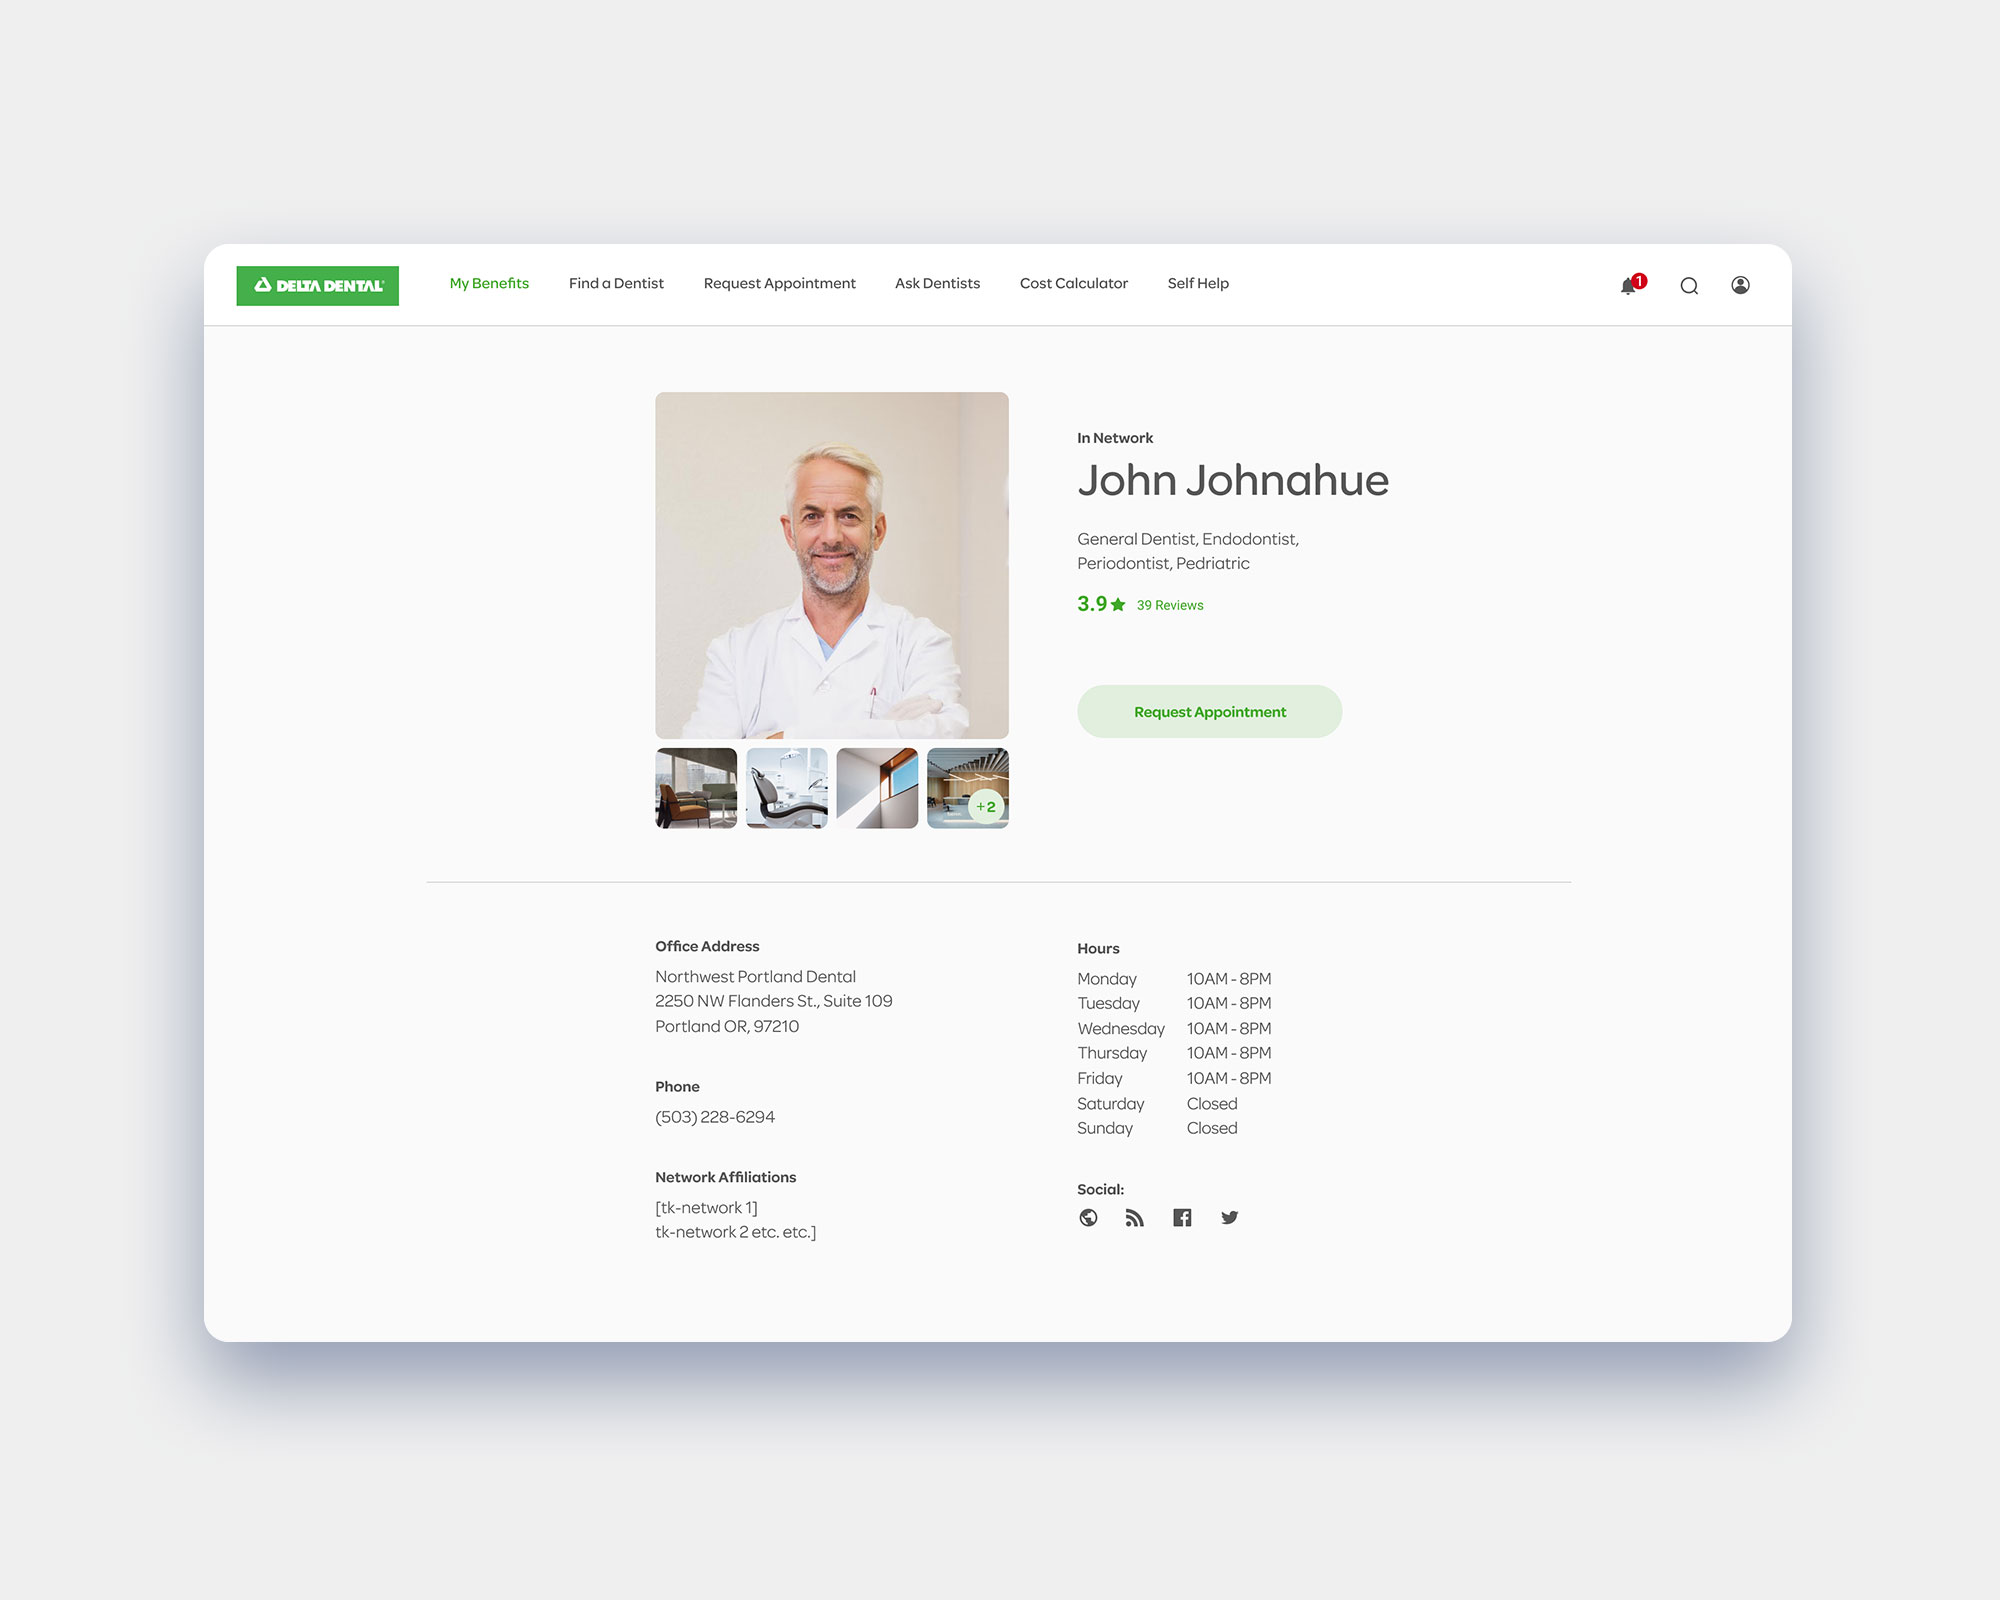 DELTA DENTAL
My Benefits
Find a Dentist
Request Appointment
Ask Dentists
Cost Calculator
Self Help
1
In Network
John Johnahue
General Dentist, Endodontist,
Periodontist, Pedriatric
3.9 39 Reviews
Request Appointment
+2
Office Address
Northwest Portland Dental
2250 NW Flanders St., Suite 109
Portland OR, 97210
Phone
(503) 228-6294
Network Affiliations
[tk-network 1]
tk-network 2 etc. etc.]
Hours
Monday 10AM - 8PM
Tuesday 10AM - 8PM
Wednesday 10AM - 8PM
Thursday 10AM - 8PM
Friday 10AM - 8PM
Saturday Closed
Sunday Closed
Social: